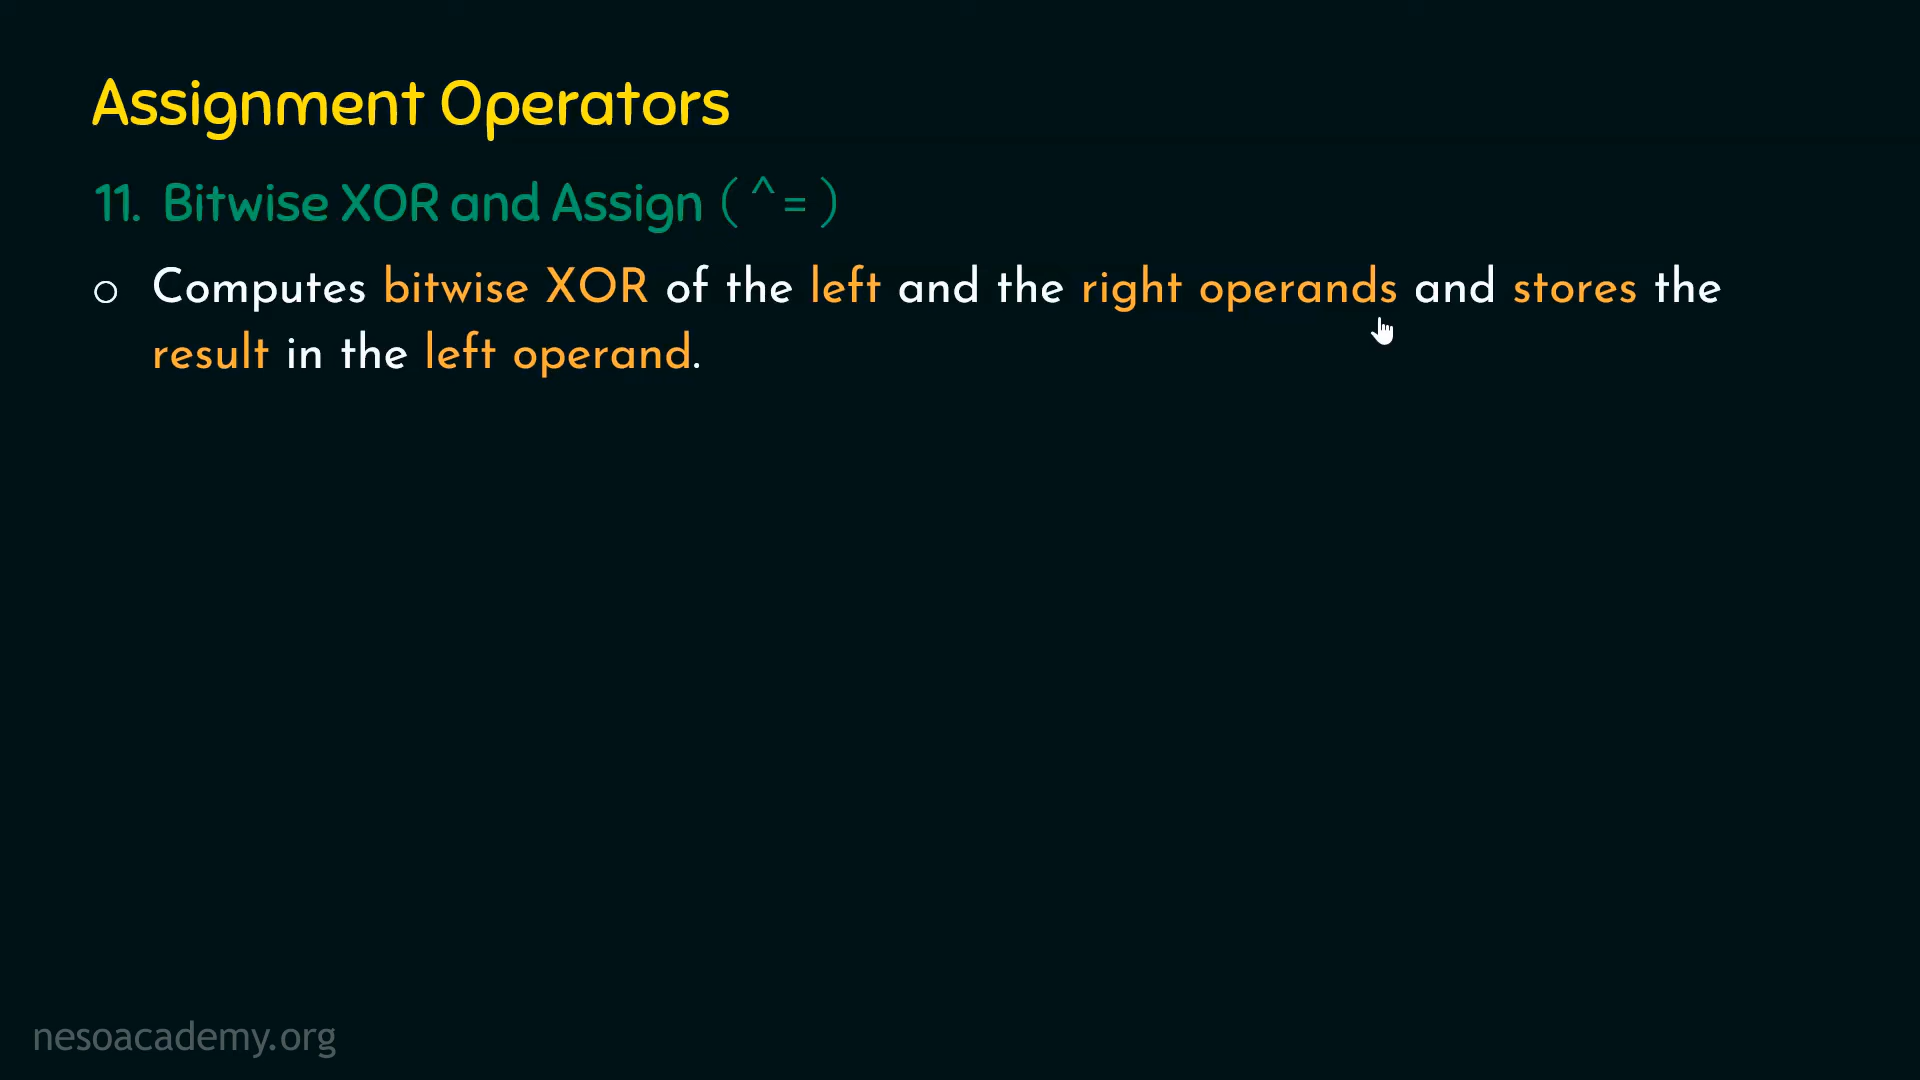 Assignment Operators
11. Bitwise XOR and Assign ( ^= )
○ Computes bitwise XOR of the left and the right operands and stores the
result in the left operand.
nesoacademy.org